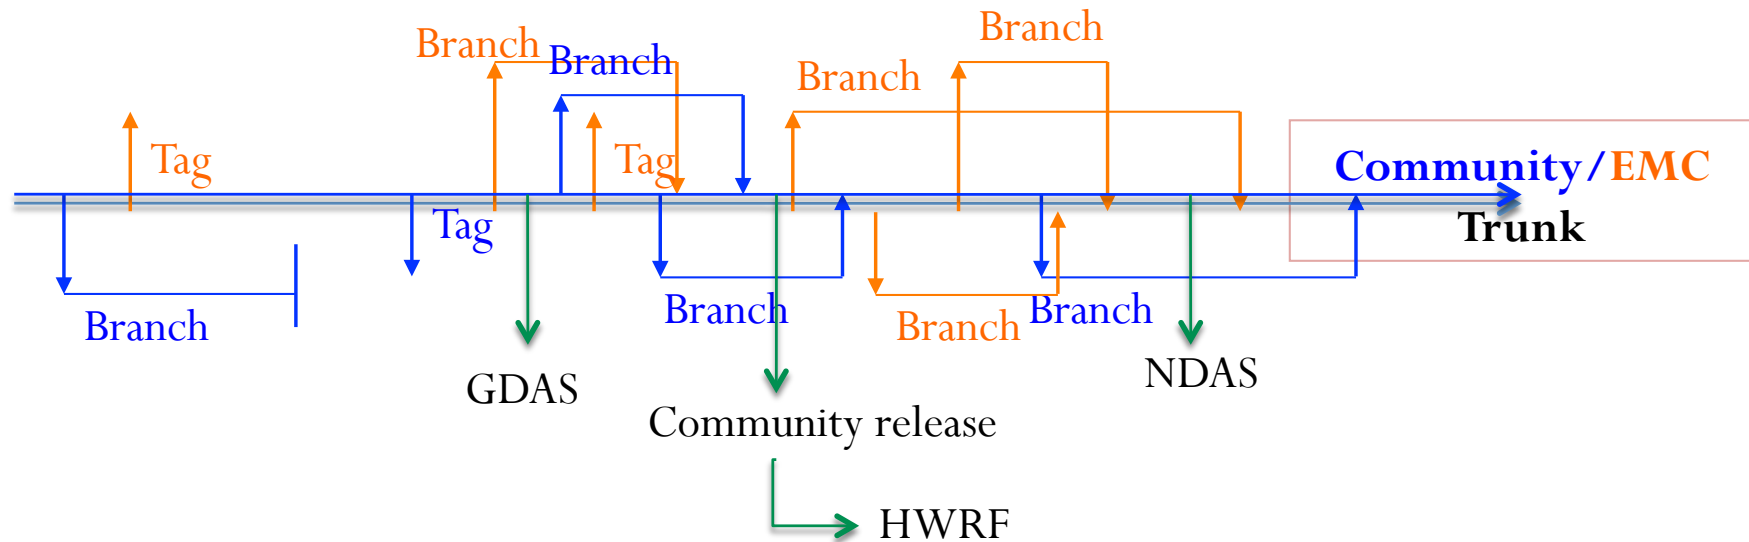 Branch
Branch
Branch
Branch
Tag
Tag
Community/EMC
Trunk
Tag
Branch
Branch
Branch
Branch
GDAS
NDAS
Community release
HWRF